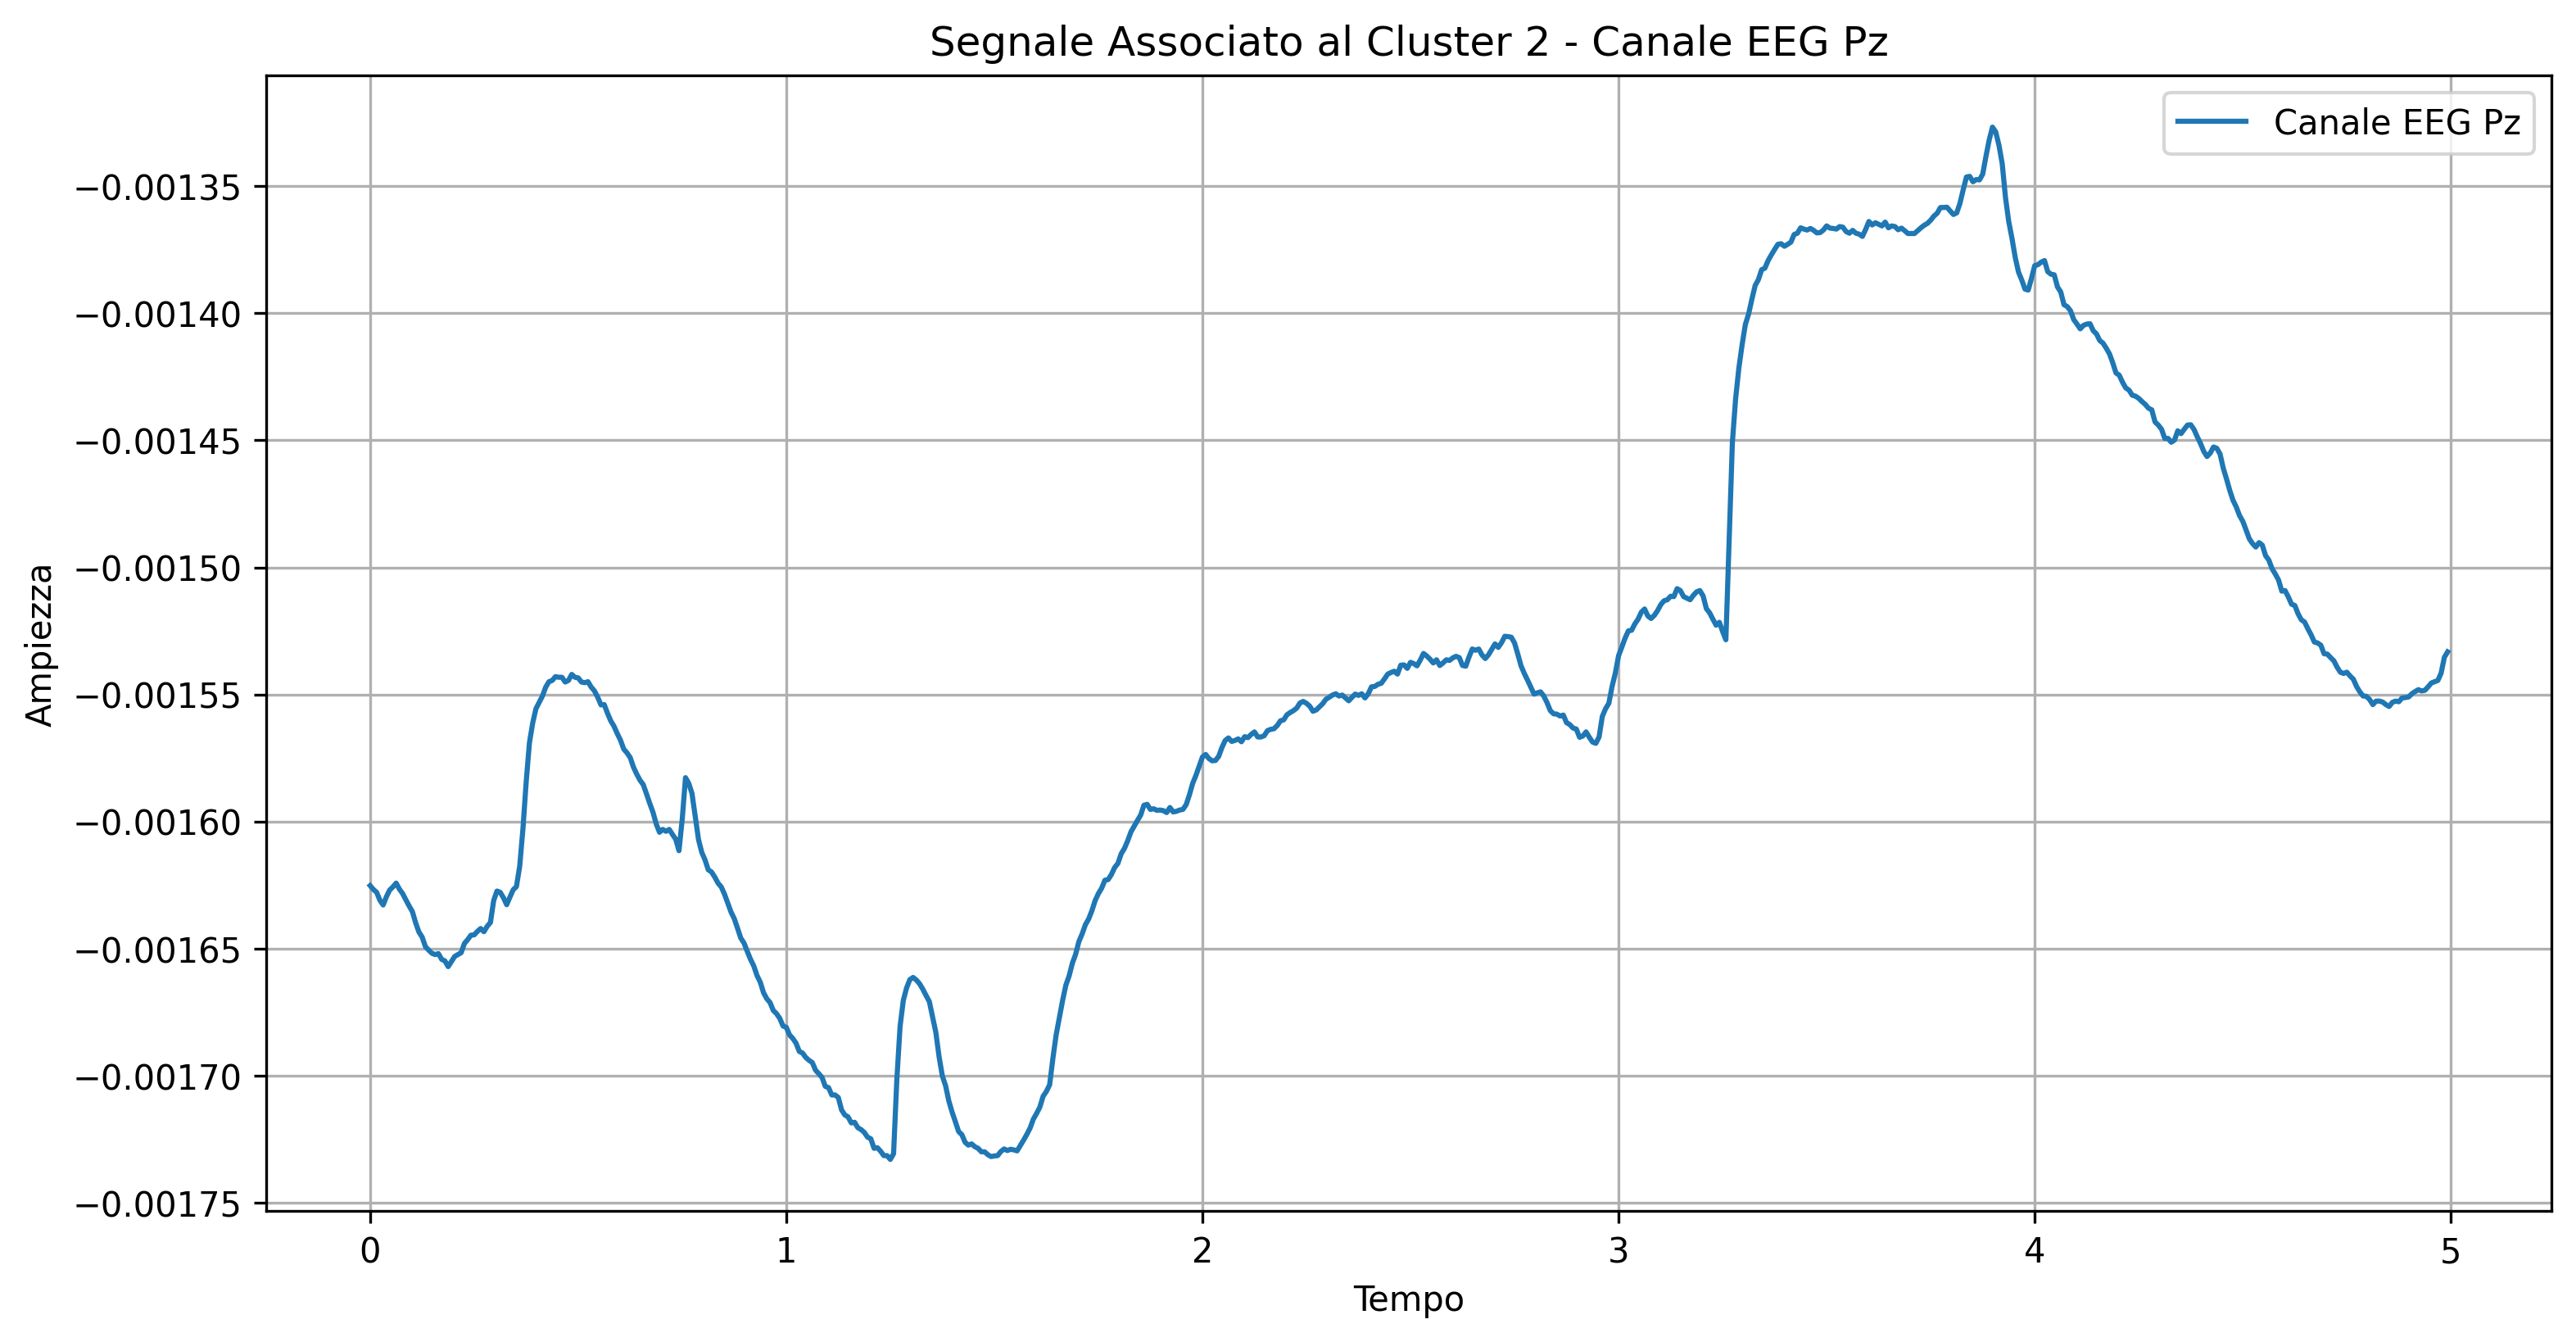 Segnale Associato al Cluster 2 - Canale EEG Pz
Canale EEG Pz
−0.00135
−0.00140
−0.00145
−0.00150
−0.00155
−0.00160
−0.00165
−0.00170
−0.00175
Ampiezza
0 1 2 3 4 5
Tempo